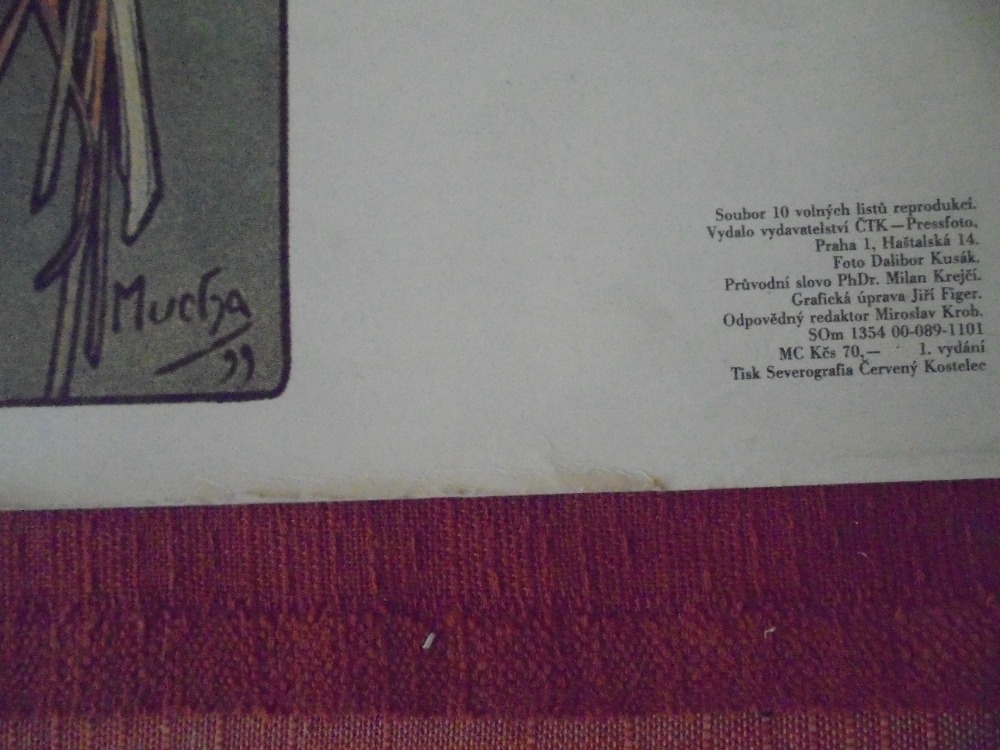 Mucha
99
Soubor 10 volných listů reprodukcí.
Vydalo vydavatelství ČTK — Pressfoto,
Praha 1, Haštalská 14.
Foto Dalibor Kusák.
Průvodní slovo PhDr. Milan Krejčí.
Grafická úprava Jiří Figer.
Odpovědný redaktor Miroslav Krob.
SOm 1354 00-089-1101
MC Kčs 70,— 1. vydání
Tisk Severografia Červený Kostelec